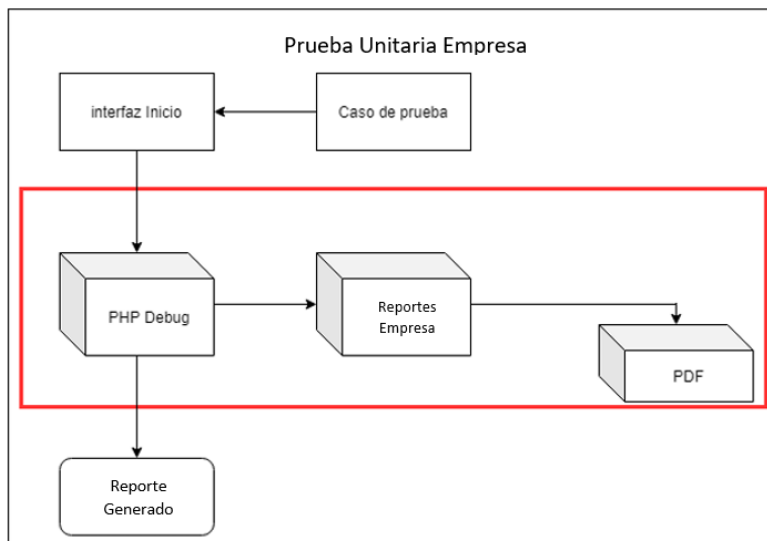 Prueba Unitaria Empresa
interfaz Inicio
Caso de prueba
PHP Debug
Reportes
Empresa
PDF
Reporte
Generado